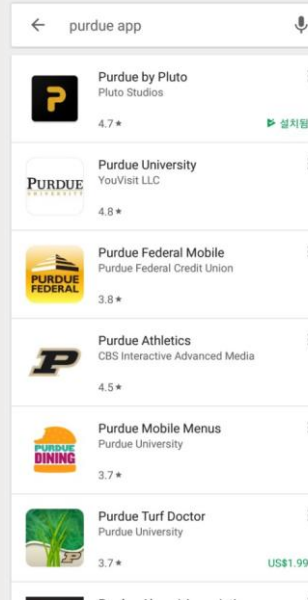 purdue app
Purdue by Pluto
Pluto Studios
4.7★
설치됨
PURDUE
UNIVERSITY
Purdue University
YouVisit LLC
4.8★
PURDUE
FEDERAL
Purdue Federal Mobile
Purdue Federal Credit Union
3.8★
Purdue Athletics
CBS Interactive Advanced Media
4.5★
PURDUE
DINING
Purdue Mobile Menus
Purdue University
3.7★
Purdue Turf Doctor
Purdue University
3.7★
US$1.99